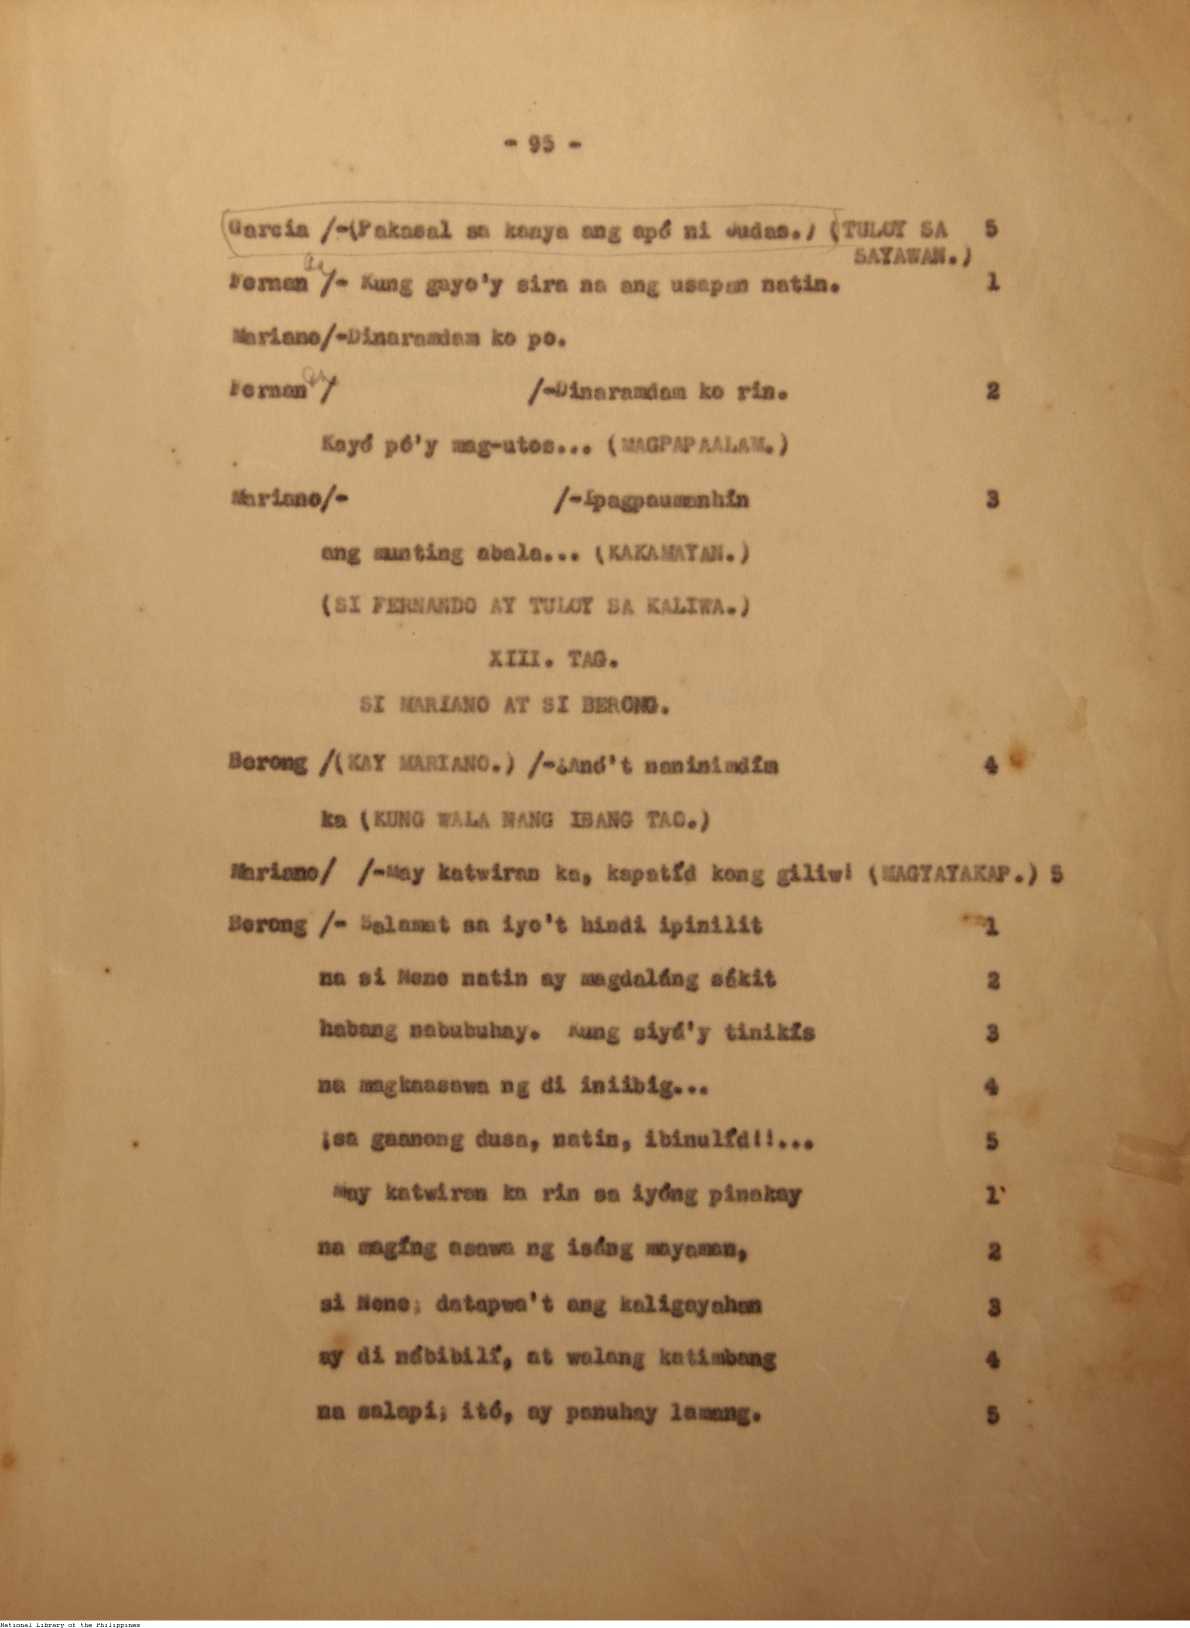 - 95 -
Garcia /-(Pakasal sa kaaya ang apó ni Judas.) (TULOY SA 5
SAYAWAN.)
Fernan /- Kung gayo'y sira na ang usapan natin. 1
Mariano/-Dinaramdam ko po.
Fernan / /-Dinaramdam ko rin. 2
Kayó pó'y mag-utos... (MAGPAPAALAM.)
Mariano/- /-Ipagpaumanhín 3
ang munting abala... (KAKAMAYAN.)
(SI FERNANDO AY TULOY SA KALIWA.)
XIII. TAG.
SI MARIANO AT SI BERONG.
Berong /(KAY MARIANO.) /-¿Anó't naninimdím 4
ka (KUNG WALA NANG IBANG TAO.)
Mariano/ /-May katwiran ka, kapatíd kong giliw! (MAGYAYAKAP.) 5
Berong /- Salamat sa iyo't hindi ipinilit 1
na si Nene natin ay magdaláng sákit 2
habang nabubuhay. Kung siyá'y tinikís 3
na magkaasawa ng di iniibig... 4
¡sa gaanong dusa, natin, ibinulíd!!... 5
May katwiran ka rin sa iyóng pinakay 1
na magíng asawa ng isáng mayaman, 2
si Nene; datapwa't ang kaligayahan 3
ay di nábibilí, at walang katimbang 4
na salapi; itó, ay panuhay lamang. 5
National Library of the Philippines